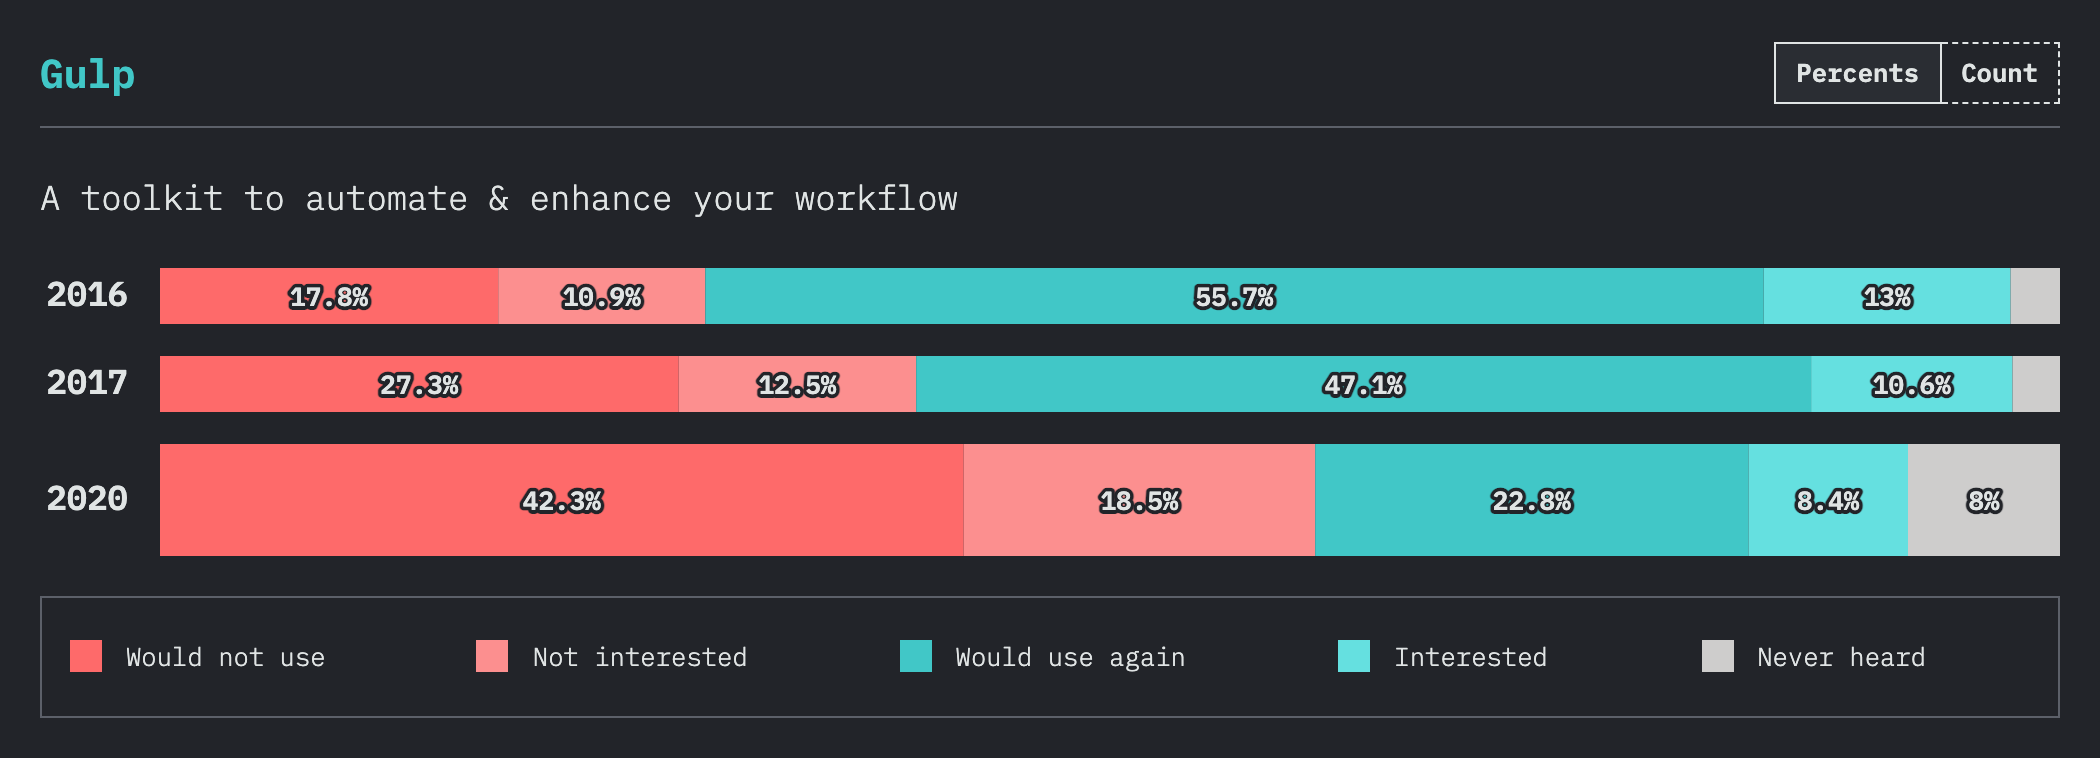 Gulp
Percents Count
A toolkit to automate & enhance your workflow
2016 17.8% 10.9% 55.7% 13%
2017 27.3% 12.5% 47.1% 10.6%
2020 42.3% 18.5% 22.8% 8.4% 8%
Would not use Not interested Would use again Interested Never heard